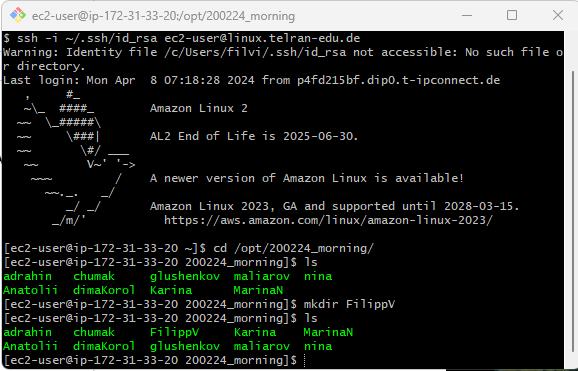 ec2-user@ip-172-31-33-20:/opt/200224_morning
$ ssh -i ~/.ssh/id_rsa ec2-user@linux.telran-edu.de
Warning: Identity file /c/Users/filvi/.ssh/id_rsa not accessible: No such file o
r directory.
Last login: Mon Apr  8 07:18:28 2024 from p4fd215bf.dip0.t-ipconnect.de
   ,     #_
   ~\_  ####_        Amazon Linux 2
  ~~  \_#####\
  ~~     \###|       AL2 End of Life is 2025-06-30.
  ~~       \#/ ___
   ~~       V~' '->
    ~~~         /    A newer version of Amazon Linux is available!
      ~~._.   _/
         _/ _/       Amazon Linux 2023, GA and supported until 2028-03-15.
       _/m/'           https://aws.amazon.com/linux/amazon-linux-2023/
[ec2-user@ip-172-31-33-20 ~]$ cd /opt/200224_morning/
[ec2-user@ip-172-31-33-20 200224_morning]$ ls
adrahin   chumak     glushenkov  maliarov  nina
Anatolii  dimaKorol  Karina      MarinaN
[ec2-user@ip-172-31-33-20 200224_morning]$ mkdir FilippV
[ec2-user@ip-172-31-33-20 200224_morning]$ ls
adrahin   chumak     FilippV     Karina    MarinaN
Anatolii  dimaKorol  glushenkov  maliarov  nina
[ec2-user@ip-172-31-33-20 200224_morning]$